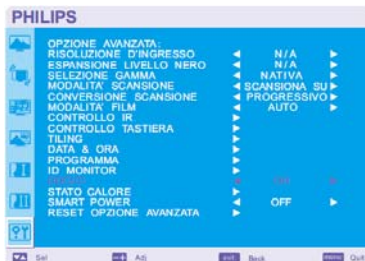 PHILIPS
OPZIONE AVANZATA:
RISOLUZIONE D'INGRESSO N/A
ESPANSIONE LIVELLO NERO N/A
SELEZIONE GAMMA NATIVA
MODALITA' SCANSIONE SCANSIONA SU
CONVERSIONE SCANSIONE PROGRESSIVO
MODALITA' FILM AUTO
CONTROLLO IR
CONTROLLO TASTIERA
TILING
DATA & ORA
PROGRAMMA
ID MONITOR
STATO CALORE
SMART POWER OFF
RESET OPZIONE AVANZATA
Sel Adj exit Back menu Quit